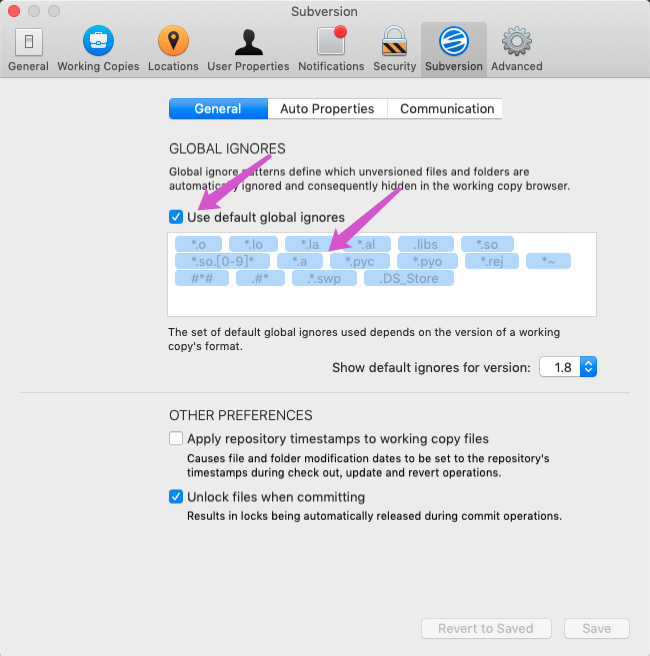 Subversion
General Working Copies Locations User Properties Notifications Security Subversion Advanced
General Auto Properties Communication
GLOBAL IGNORES
Global ignore patterns define which unversioned files and folders are
automatically ignored and consequently hidden in the working copy browser.
Use default global ignores
*.o *.lo *.la *.al .libs *.so
*.so.[0-9]* *.a *.pyc *.pyo *.rej *~
#*# .#* .*.swp .DS_Store
The set of default global ignores used depends on the version of a working
copy's format.
Show default ignores for version: 1.8
OTHER PREFERENCES
Apply repository timestamps to working copy files
Causes file and folder modification dates to be set to the repository's
timestamps during check out, update and revert operations.
Unlock files when committing
Results in locks being automatically released during commit operations.
Revert to Saved Save